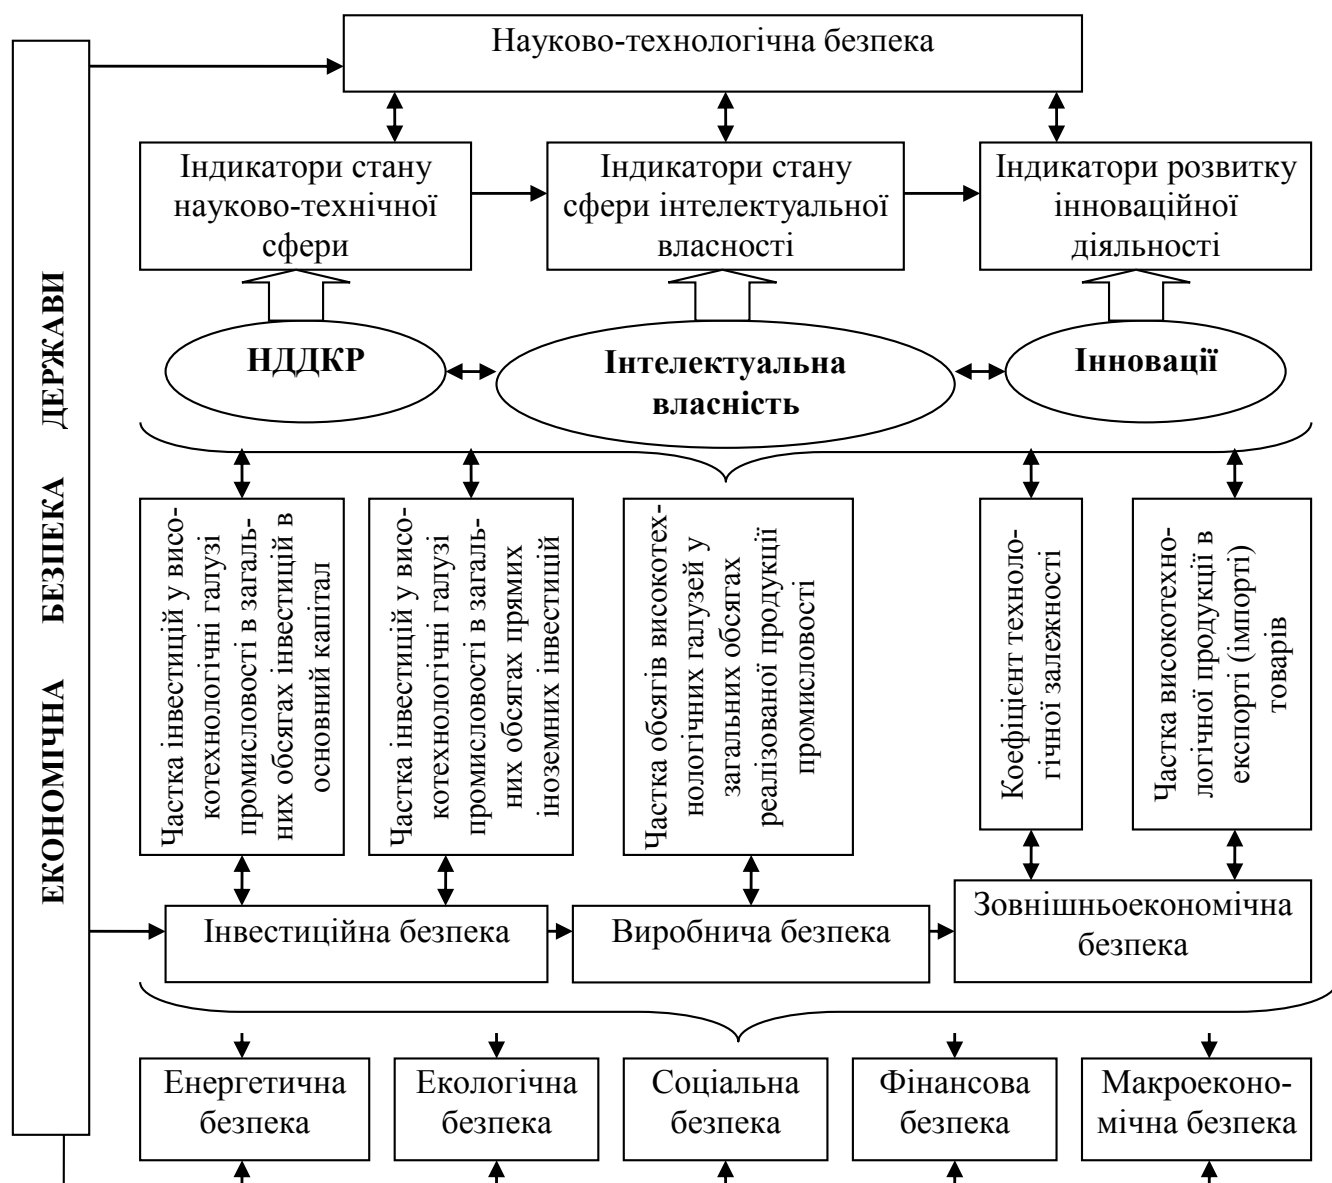 Науково-технологічна безпека
Індикатори стану
науково-технічної
сфери
Індикатори стану
сфери інтелектуальної
власності
Індикатори розвитку
інноваційної
діяльності
ЕКОНОМІЧНА БЕЗПЕКА ДЕРЖАВИ
НДДКР
Інтелектуальна
власність
Інновації
Частка інвестицій у висо-
котехнологічні галузі
промисловості в загаль-
них обсягах інвестицій в
основний капітал
Частка інвестицій у висо-
котехнологічні галузі
промисловості в загаль-
них обсягах прямих
іноземних інвестицій
Частка обсягів високотех-
нологічних галузей у
загальних обсягах
реалізованої продукції
промисловості
Коефіцієнт техноло-
гічної залежності
Частка високотехно-
логічної продукції в
експорті (імпорті)
товарів
Інвестиційна безпека
Виробнича безпека
Зовнішньоекономічна
безпека
Енергетична
безпека
Екологічна
безпека
Соціальна
безпека
Фінансова
безпека
Макроеконо-
мічна безпека